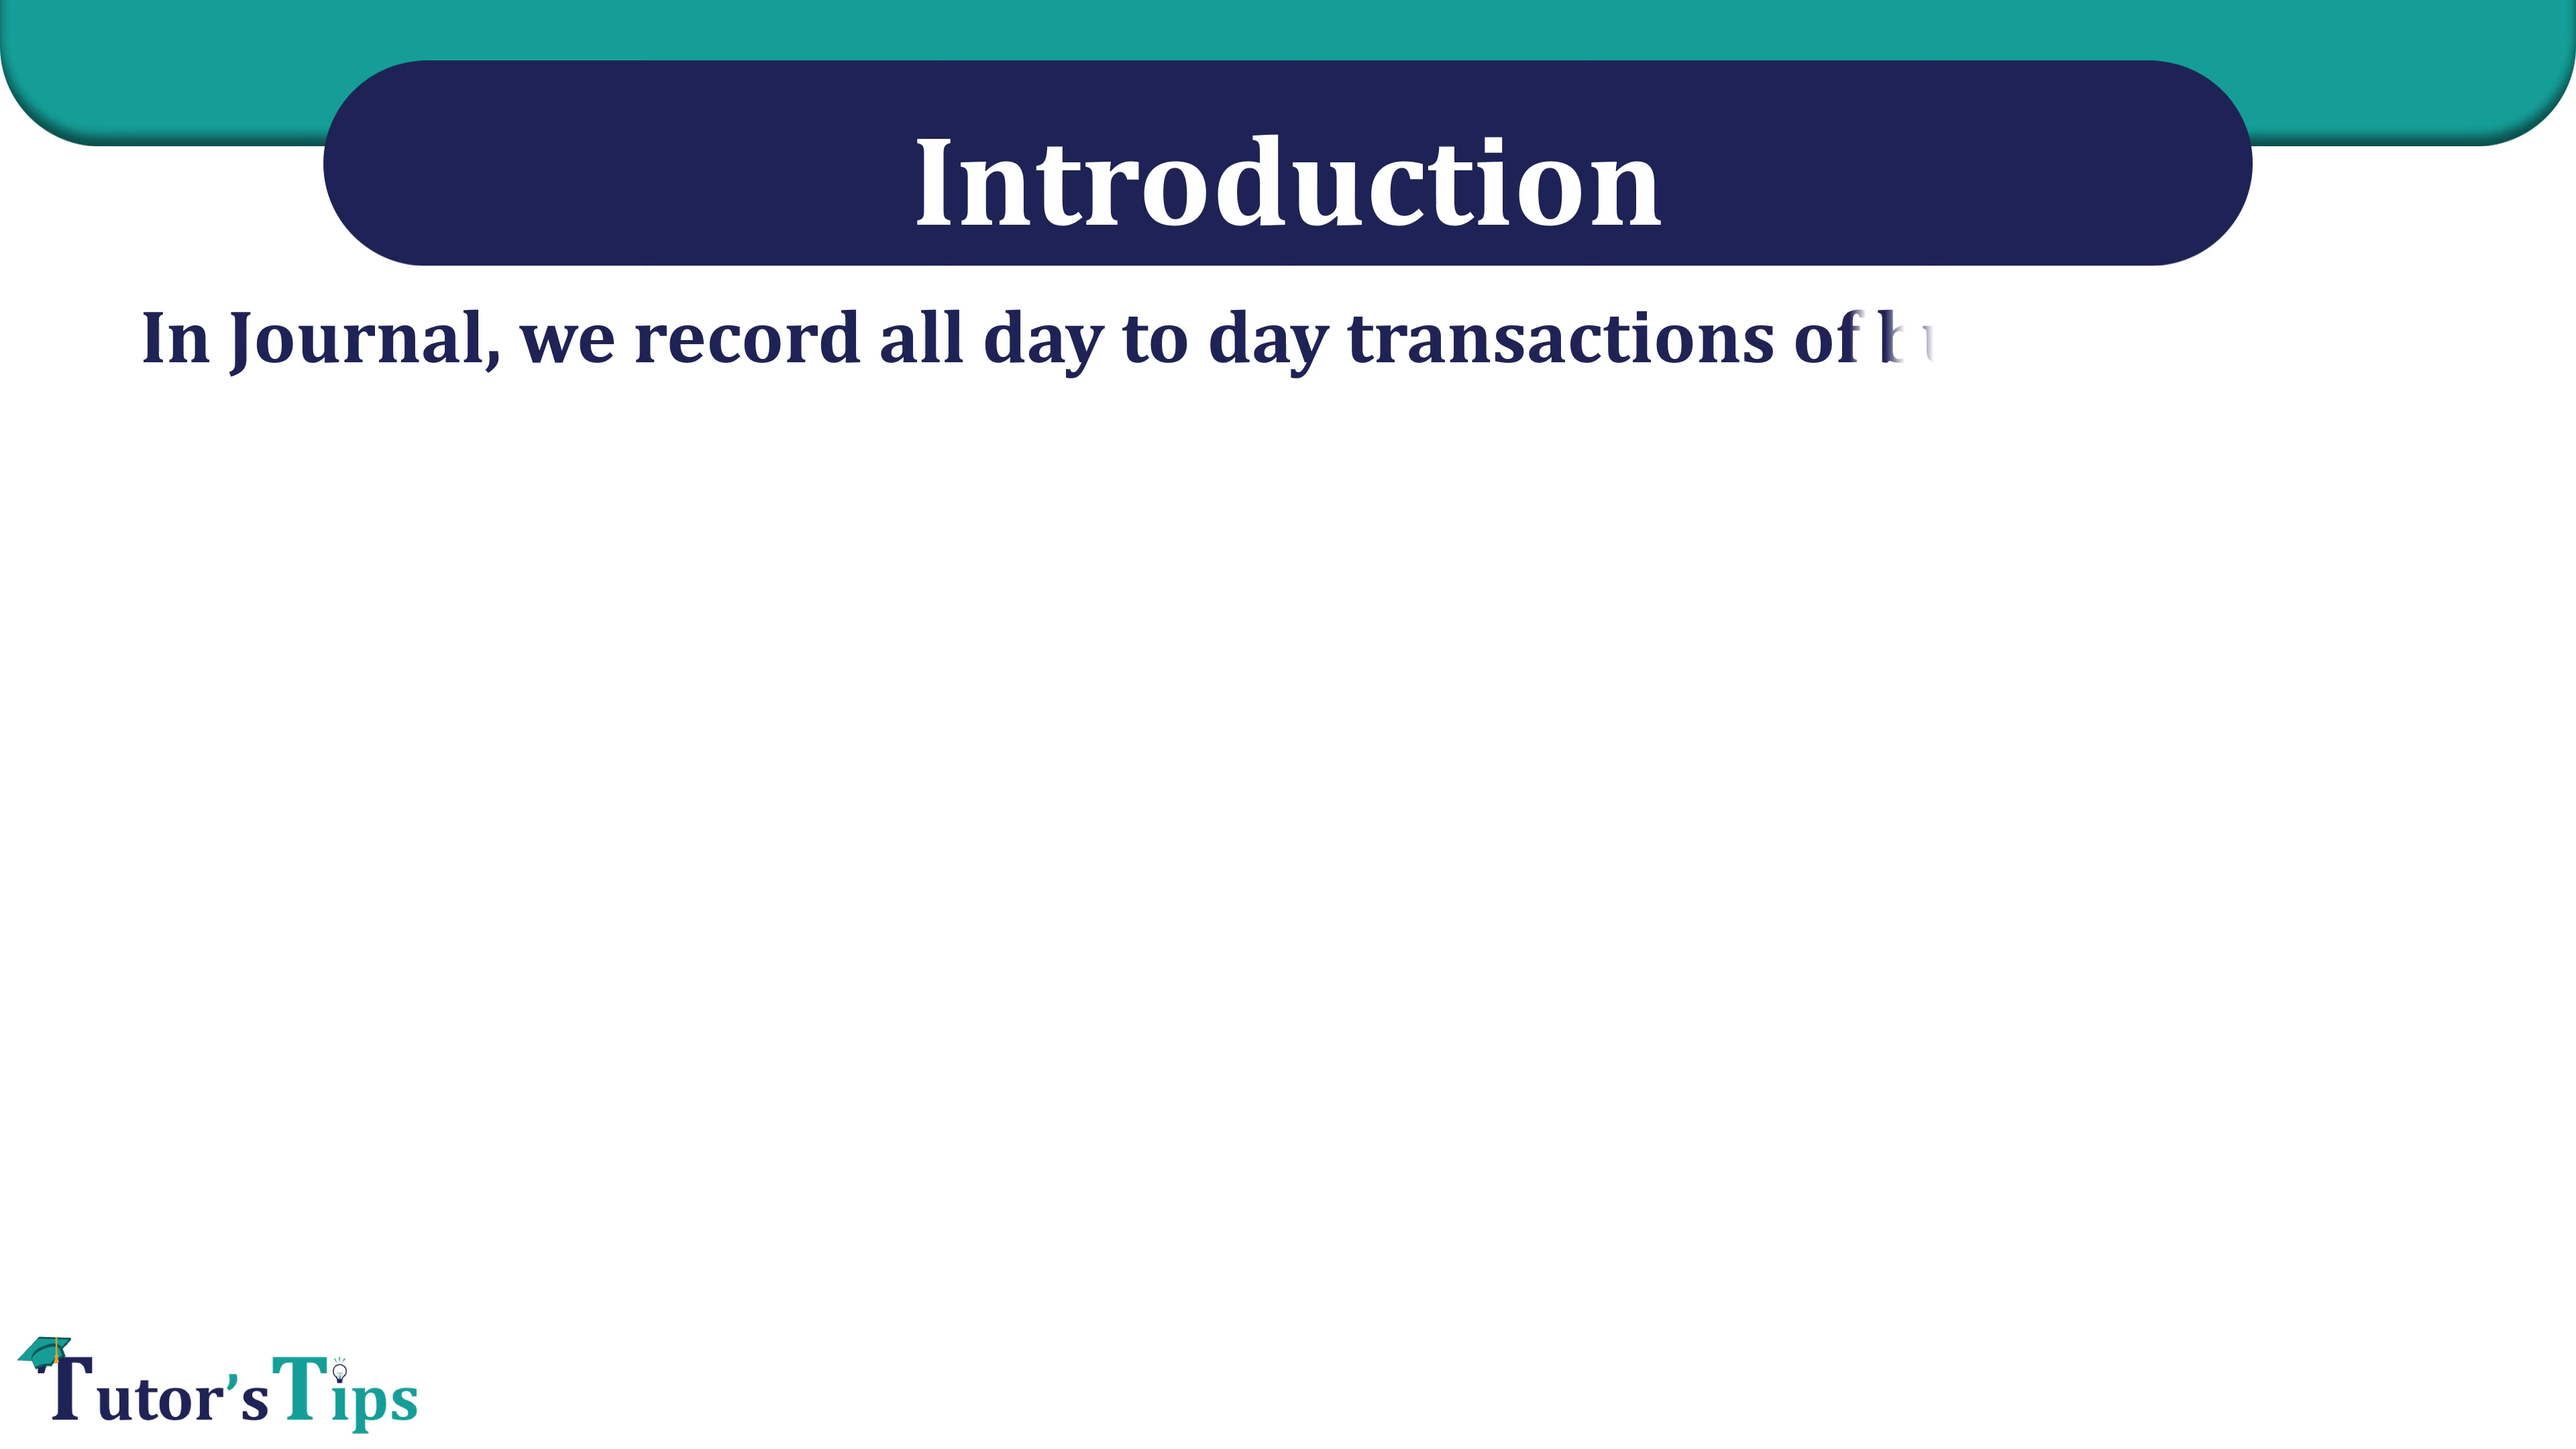 Introduction
In Journal, we record all day to day transactions of
Tutor’s Tips